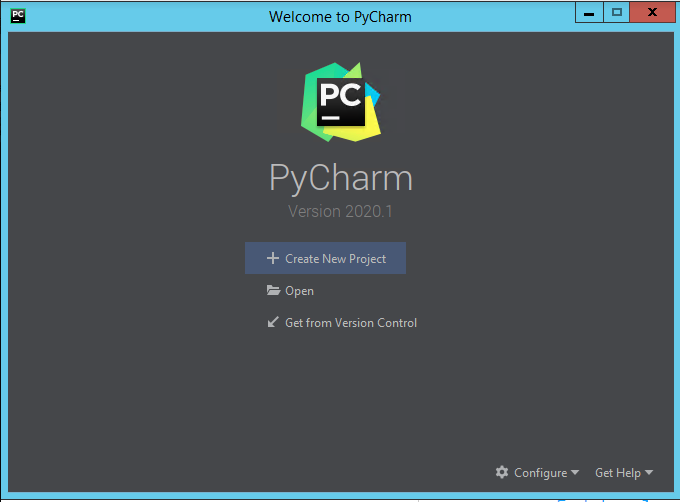 Welcome to PyCharm
PC
PyCharm
Version 2020.1
Create New Project
Open
Get from Version Control
Configure Get Help